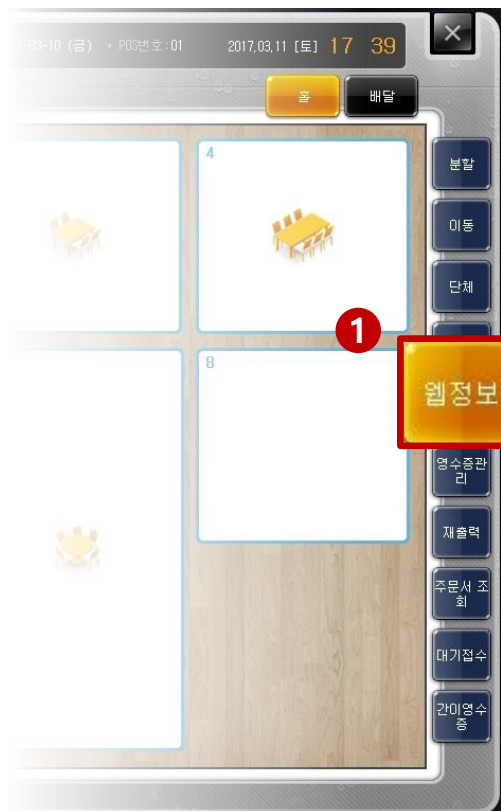 03-10 (금) * POS번호:01 2017,03,11 [토] 17 39
홀 배달
4
분할
이동
단체
1
8
웹정보
영수증관
리
재출력
주문서 조
회
대기접수
간이영수
증